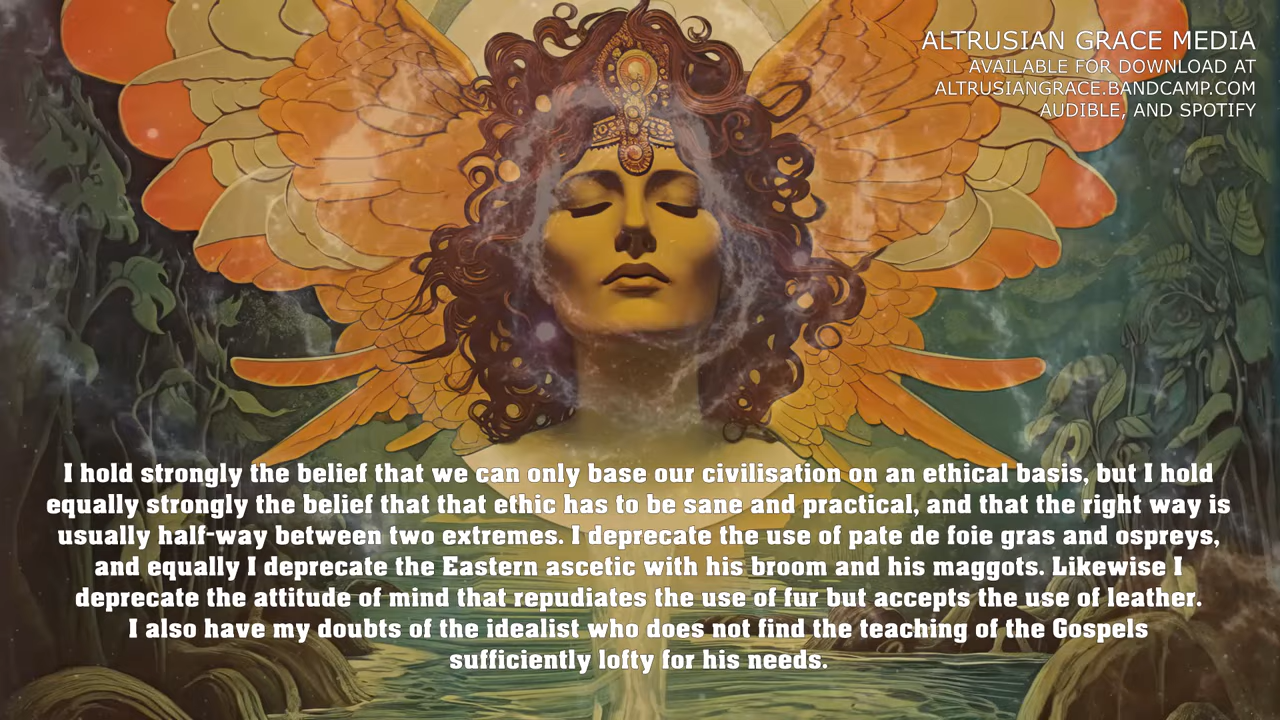 ALTRUSIAN GRACE MEDIA
AVAILABLE FOR DOWNLOAD AT
ALTRUSIANGRACE.BANDCAMP.COM
AUDIBLE, AND SPOTIFY
I hold strongly the belief that we can only base our civilisation on an ethical basis, but I hold
equally strongly the belief that that ethic has to be sane and practical, and that the right way is
usually half-way between two extremes. I deprecate the use of pate de foie gras and ospreys,
and equally I deprecate the Eastern ascetic with his broom and his maggots. Likewise I
deprecate the attitude of mind that repudiates the use of fur but accepts the use of leather.
I also have my doubts of the idealist who does not find the teaching of the Gospels
sufficiently lofty for his needs.